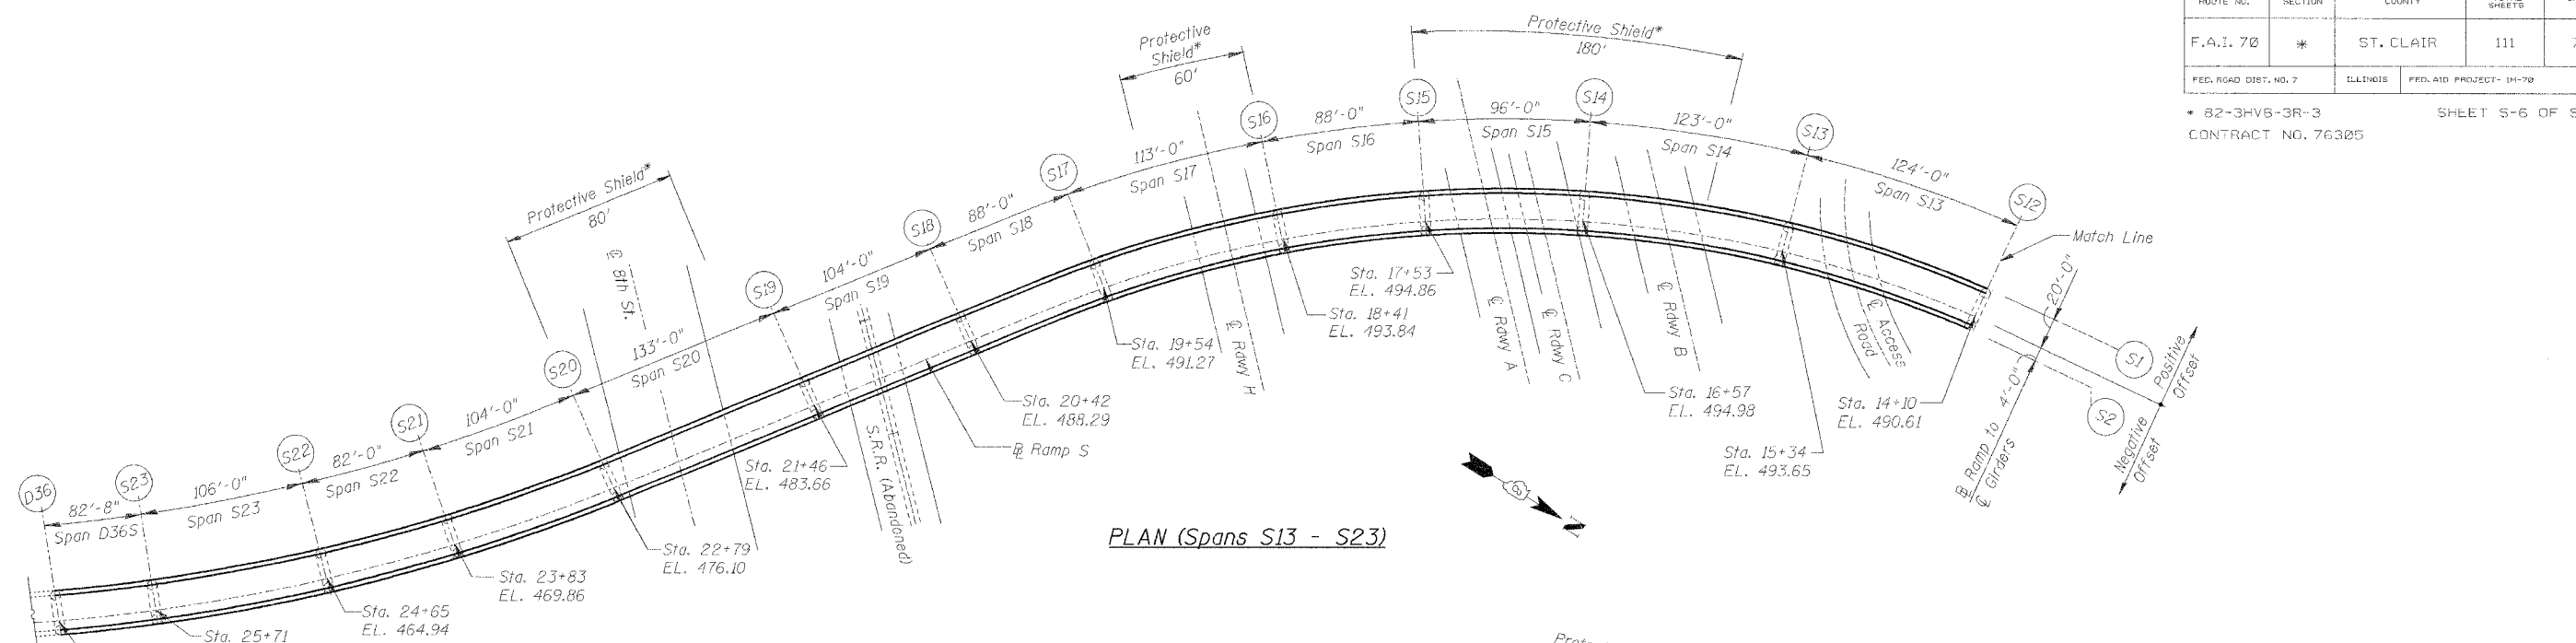 ROUTE NO. SECTION COUNTY SHEETS
F.A.I. 70 * ST. CLAIR 111
FED. ROAD DIST. NO. 7 ILLINOIS FED. AID PROJECT- IM-70
* 82-3HVB-3R-3 SHEET S-6 OF
CONTRACT NO. 76305
Protective Shield*
180'
Protective
Shield*
60'
Protective Shield*
80'
D36
82'-8"
Span D36S
S23
106'-0"
Span S23
S22
82'-0"
Span S22
S21
104'-0"
Span S21
S20
133'-0"
Span S20
S19
104'-0"
Span S19
S18
88'-0"
Span S18
S17
113'-0"
Span S17
S16
88'-0"
Span S16
S15
96'-0"
Span S15
S14
123'-0"
Span S14
S13
124'-0"
Span S13
S12
Match Line
℄ 8th St.
S.R.R. (Abandoned)
℄ Rdwy H
℄ Rdwy A
℄ Rdwy C
℄ Rdwy B
℄ Access
Road
Sta. 25+71
Sta. 24+65
EL. 464.94
Sta. 23+83
EL. 469.86
Sta. 22+79
EL. 476.10
Sta. 21+46
EL. 483.66
Sta. 20+42
EL. 488.29
Ramp S
Sta. 19+54
EL. 491.27
Sta. 18+41
EL. 493.84
Sta. 17+53
EL. 494.86
Sta. 16+57
EL. 494.98
Sta. 15+34
EL. 493.65
Sta. 14+10
EL. 490.61
20'-0"
4'-0"
Ramp to
℄ Girders
S1
S2
Positive
Offset
Negative
Offset
N
PLAN (Spans S13 - S23)